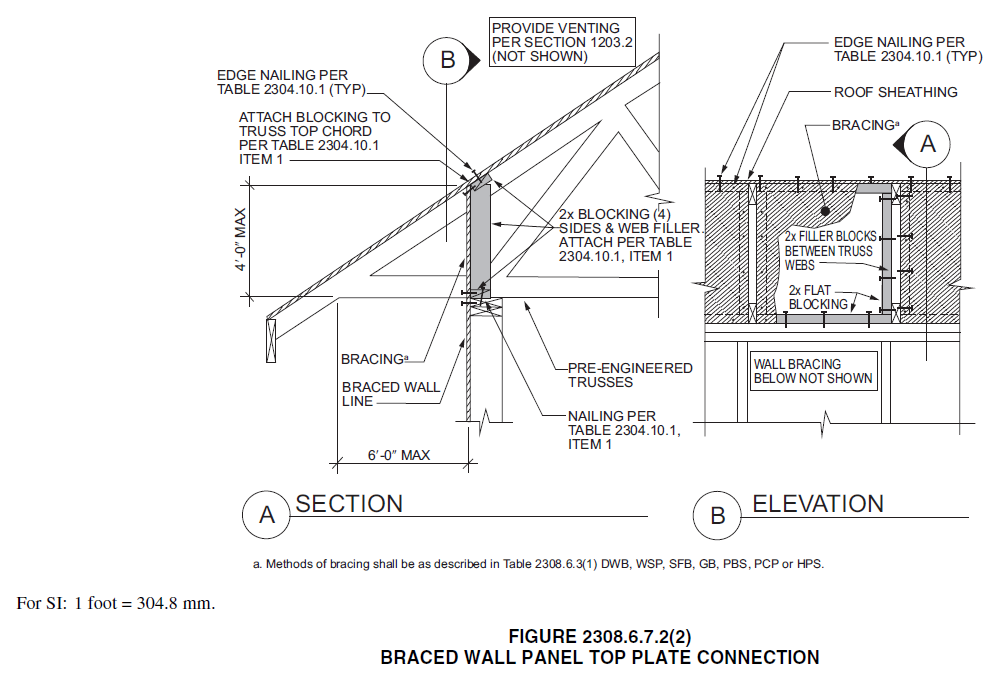 PROVIDE VENTING
PER SECTION 1203.2
(NOT SHOWN)
B
EDGE NAILING PER
TABLE 2304.10.1 (TYP)
ATTACH BLOCKING TO
TRUSS TOP CHORD
PER TABLE 2304.10.1
ITEM 1
4′-0″ MAX
2x BLOCKING (4)
SIDES & WEB FILLER.
ATTACH PER TABLE
2304.10.1, ITEM 1
BRACINGᵃ
BRACED WALL
LINE
PRE-ENGINEERED
TRUSSES
NAILING PER
TABLE 2304.10.1,
ITEM 1
6′-0″ MAX
A SECTION
EDGE NAILING PER
TABLE 2304.10.1 (TYP)
ROOF SHEATHING
BRACINGᵃ
A
2x FILLER BLOCKS
BETWEEN TRUSS
WEBS
2x FLAT
BLOCKING
WALL BRACING
BELOW NOT SHOWN
B ELEVATION
a. Methods of bracing shall be as described in Table 2308.6.3(1) DWB, WSP, SFB, GB, PBS, PCP or HPS.
For SI: 1 foot = 304.8 mm.
FIGURE 2308.6.7.2(2)
BRACED WALL PANEL TOP PLATE CONNECTION